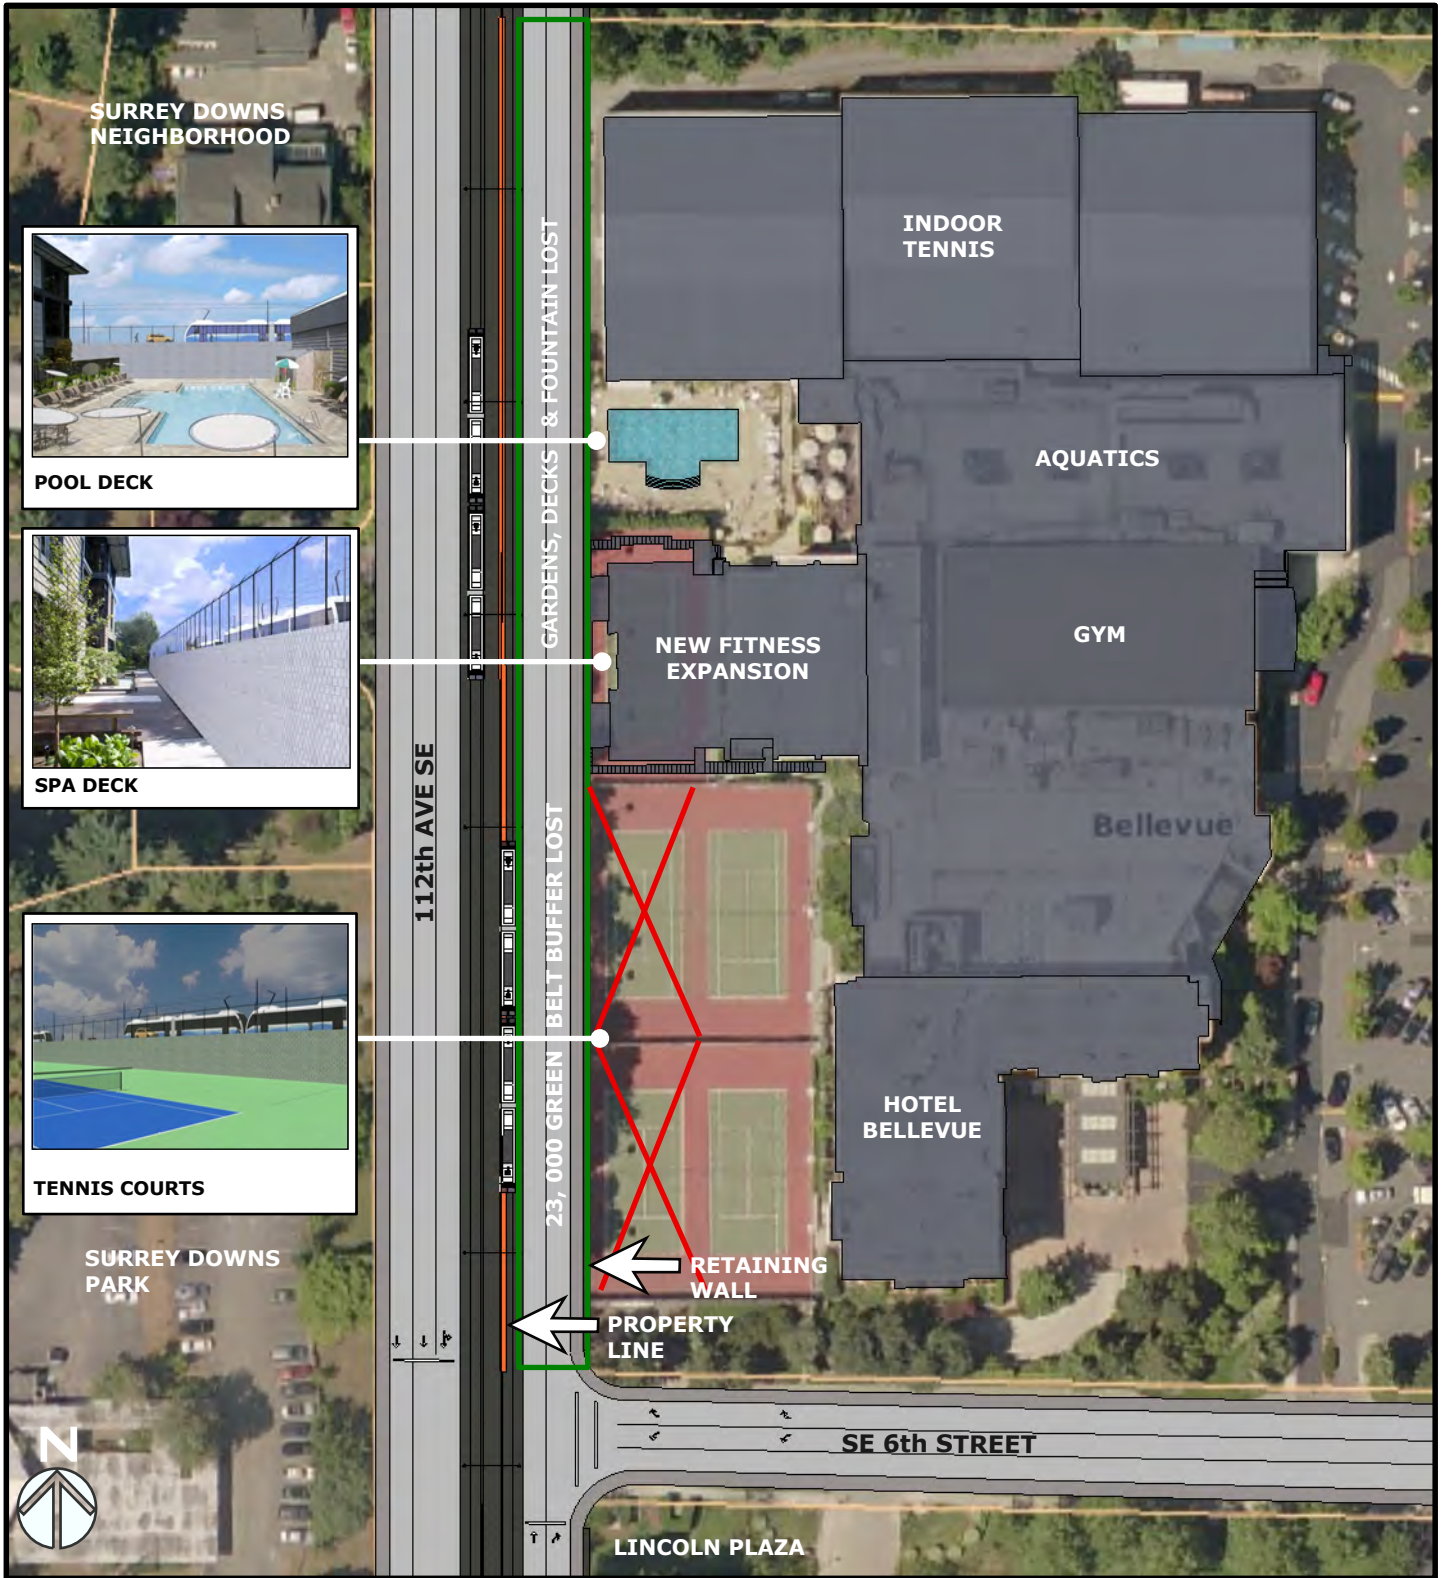 SURREY DOWNS
NEIGHBORHOOD
INDOOR
TENNIS
GARDENS, DECKS & FOUNTAIN LOST
POOL DECK
AQUATICS
NEW FITNESS
EXPANSION
GYM
SPA DECK
112th AVE SE
Bellevue
23, 000 GREEN BELT BUFFER LOST
TENNIS COURTS
HOTEL
BELLEVUE
SURREY DOWNS
PARK
RETAINING
WALL
PROPERTY
LINE
N
SE 6th STREET
LINCOLN PLAZA